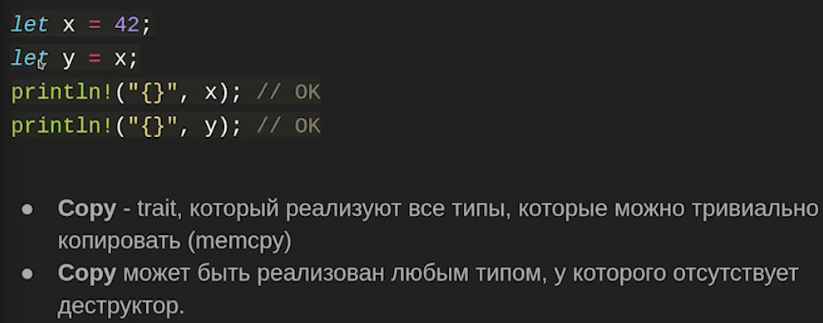 let x = 42;
let y = x;
println!("{}", x); // OK
println!("{}", y); // OK
● Copy - trait, который реализуют все типы, которые можно тривиально
копировать (memcpy)
● Copy может быть реализован любым типом, у которого отсутствует
деструктор.